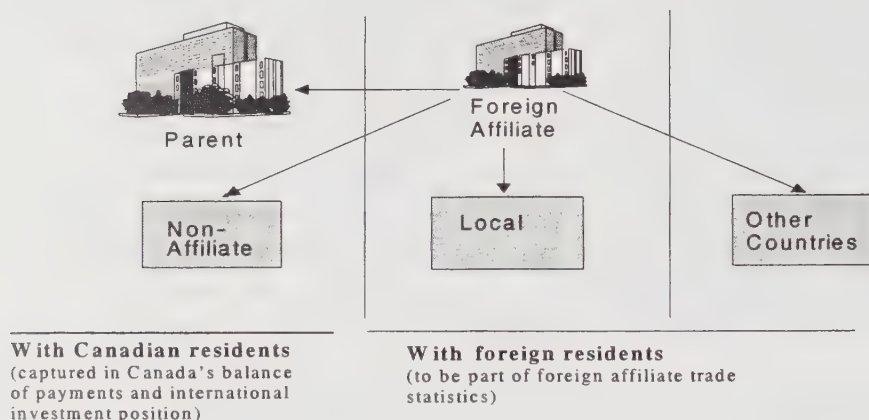 Parent
Foreign
Affiliate
Non-
Affiliate
Local
Other
Countries
With Canadian residents
(captured in Canada's balance
of payments and international
investment position)
With foreign residents
(to be part of foreign affiliate trade
statistics)